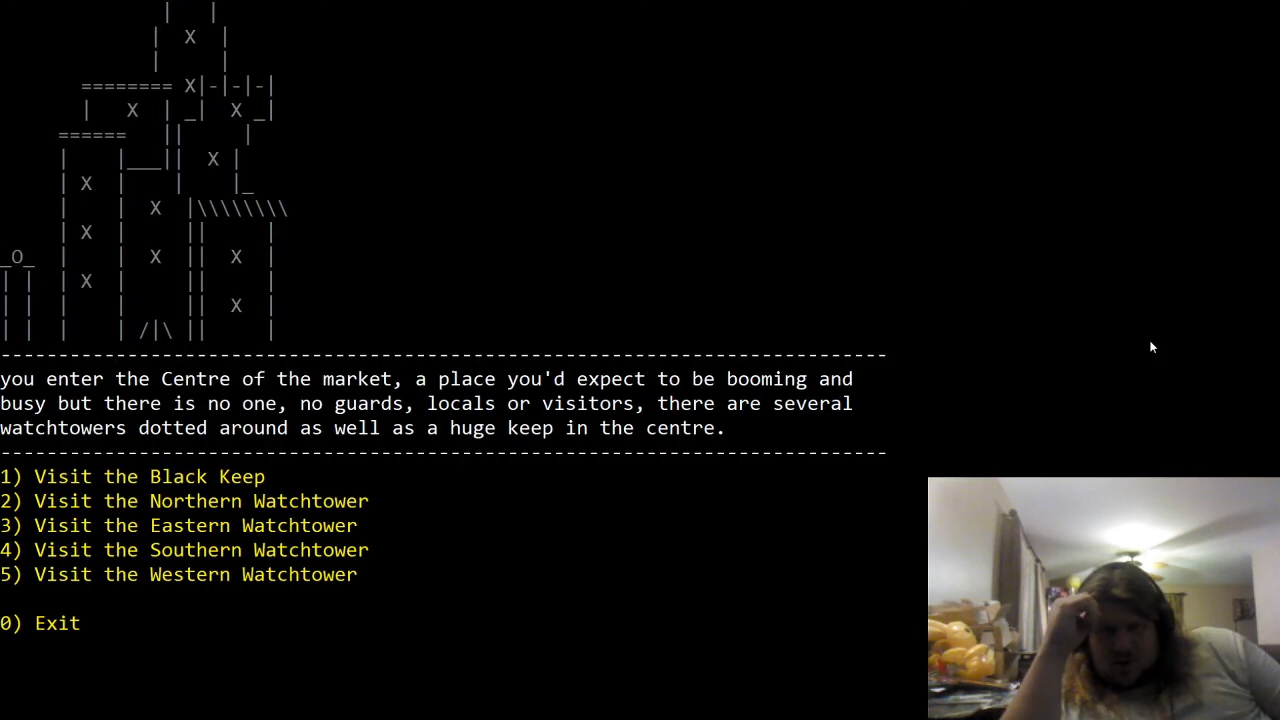 you enter the Centre of the market, a place you'd expect to be booming and
busy but there is no one, no guards, locals or visitors, there are several
watchtowers dotted around as well as a huge keep in the centre.
1) Visit the Black Keep
2) Visit the Northern Watchtower
3) Visit the Eastern Watchtower
4) Visit the Southern Watchtower
5) Visit the Western Watchtower
0) Exit